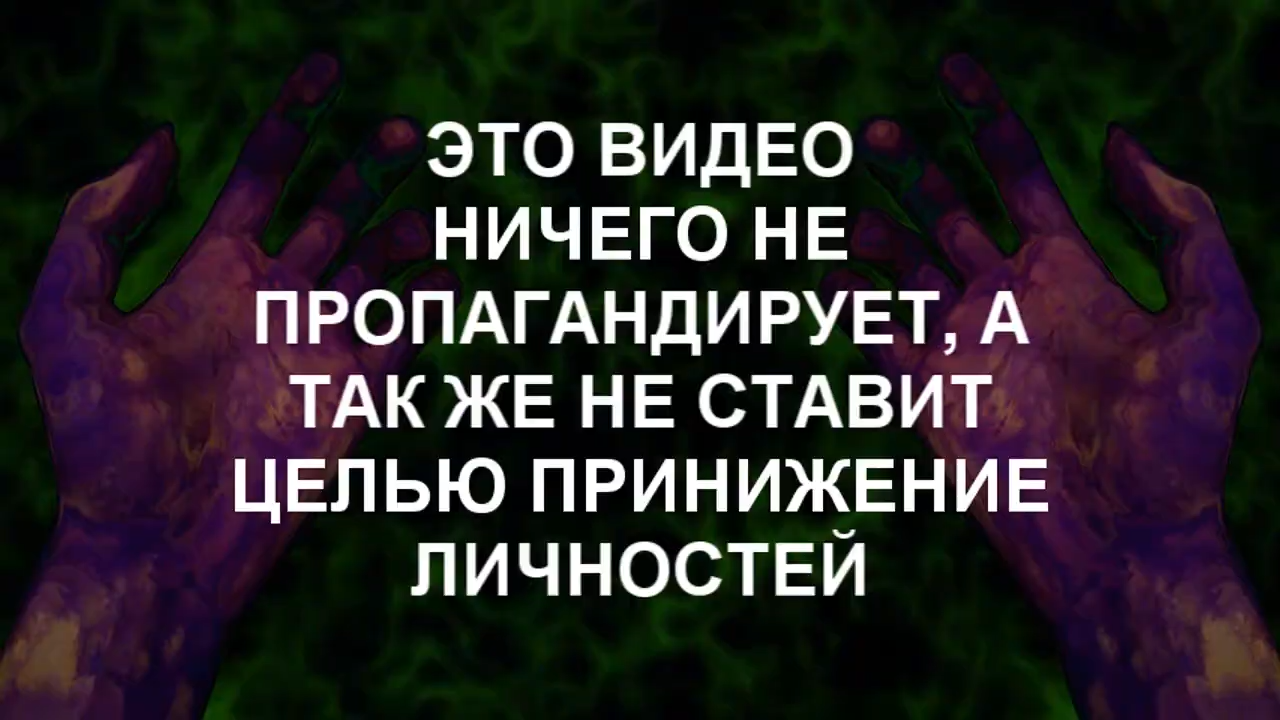 ЭТО ВИДЕО
НИЧЕГО НЕ
ПРОПАГАНДИРУЕТ, А
ТАК ЖЕ НЕ СТАВИТ
ЦЕЛЬЮ ПРИНИЖЕНИЕ
ЛИЧНОСТЕЙ